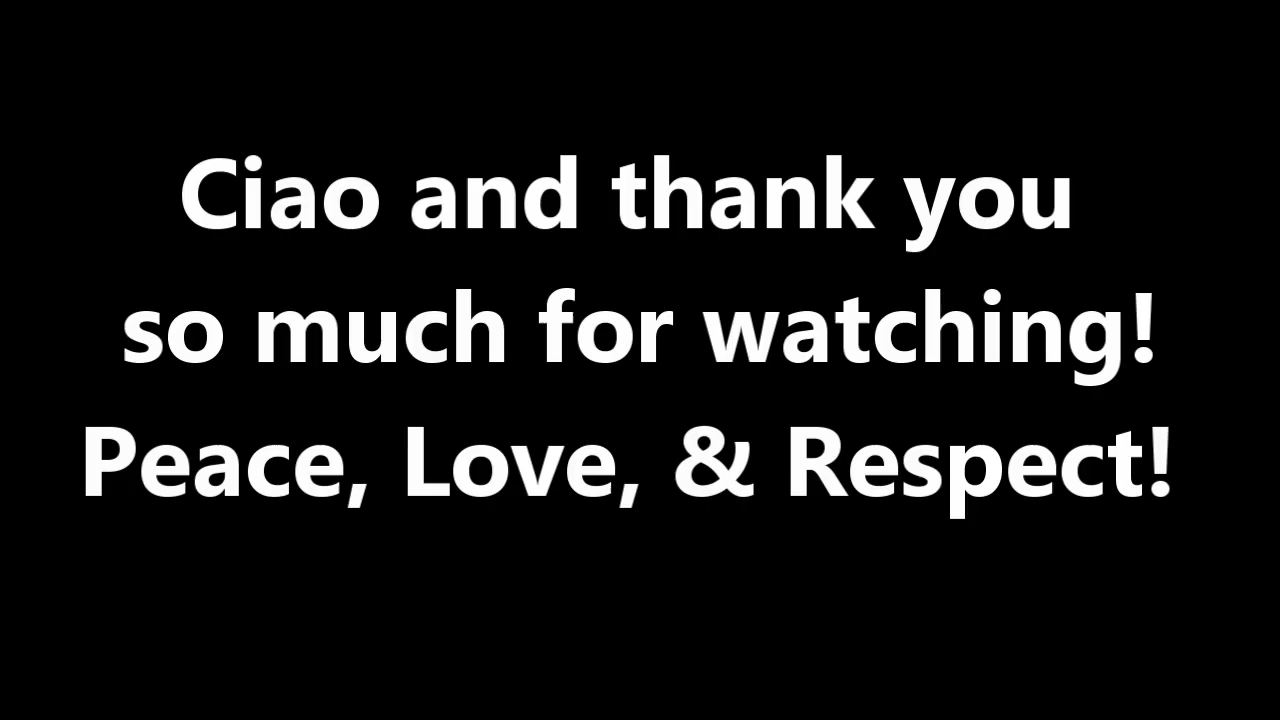 Ciao and thank you
so much for watching!
Peace, Love, & Respect!